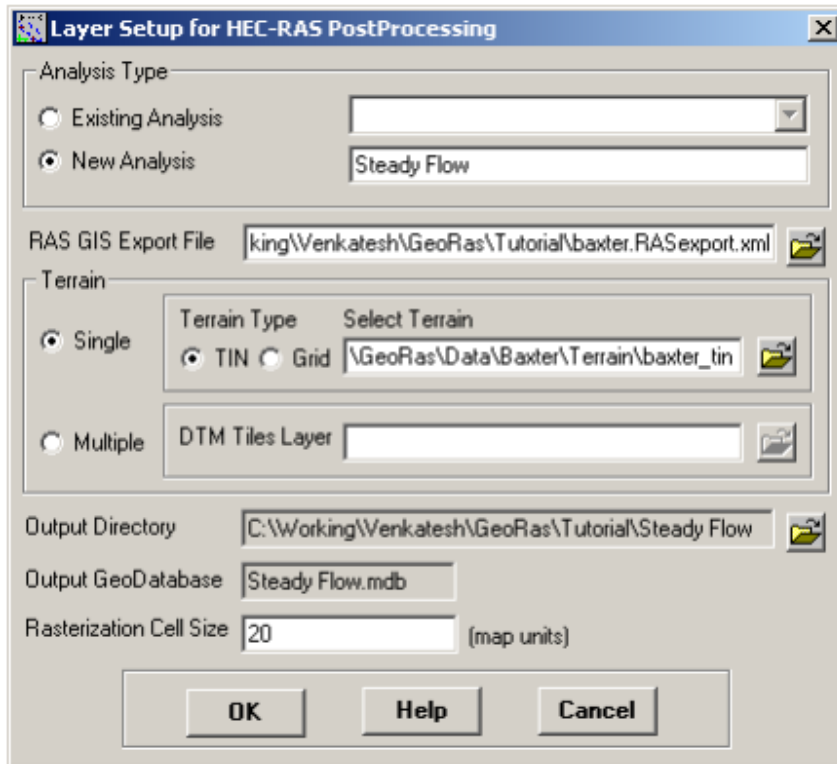 Layer Setup for HEC-RAS PostProcessing
Analysis Type
Existing Analysis
New Analysis
Steady Flow
RAS GIS Export File
king\Venkatesh\GeoRas\Tutorial\baxter.RASexport.xml
Terrain
Single
Terrain Type
Select Terrain
TIN
Grid
\GeoRas\Data\Baxter\Terrain\baxter_tin
Multiple
DTM Tiles Layer
Output Directory
C:\Working\Venkatesh\GeoRas\Tutorial\Steady Flow
Output GeoDatabase
Steady Flow.mdb
Rasterization Cell Size
20
(map units)
OK
Help
Cancel